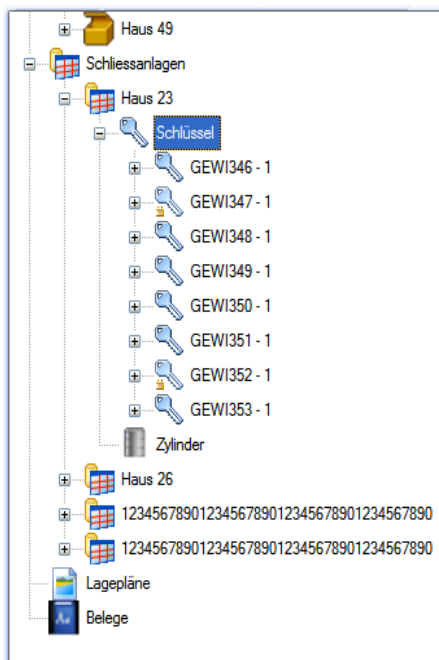 Haus 49
Schliessanlagen
Haus 23
Schlüssel
GEWI346 - 1
GEWI347 - 1
GEWI348 - 1
GEWI349 - 1
GEWI350 - 1
GEWI351 - 1
GEWI352 - 1
GEWI353 - 1
Zylinder
Haus 26
1234567890123456789012345678901234567890
1234567890123456789012345678901234567890
Lagepläne
Belege